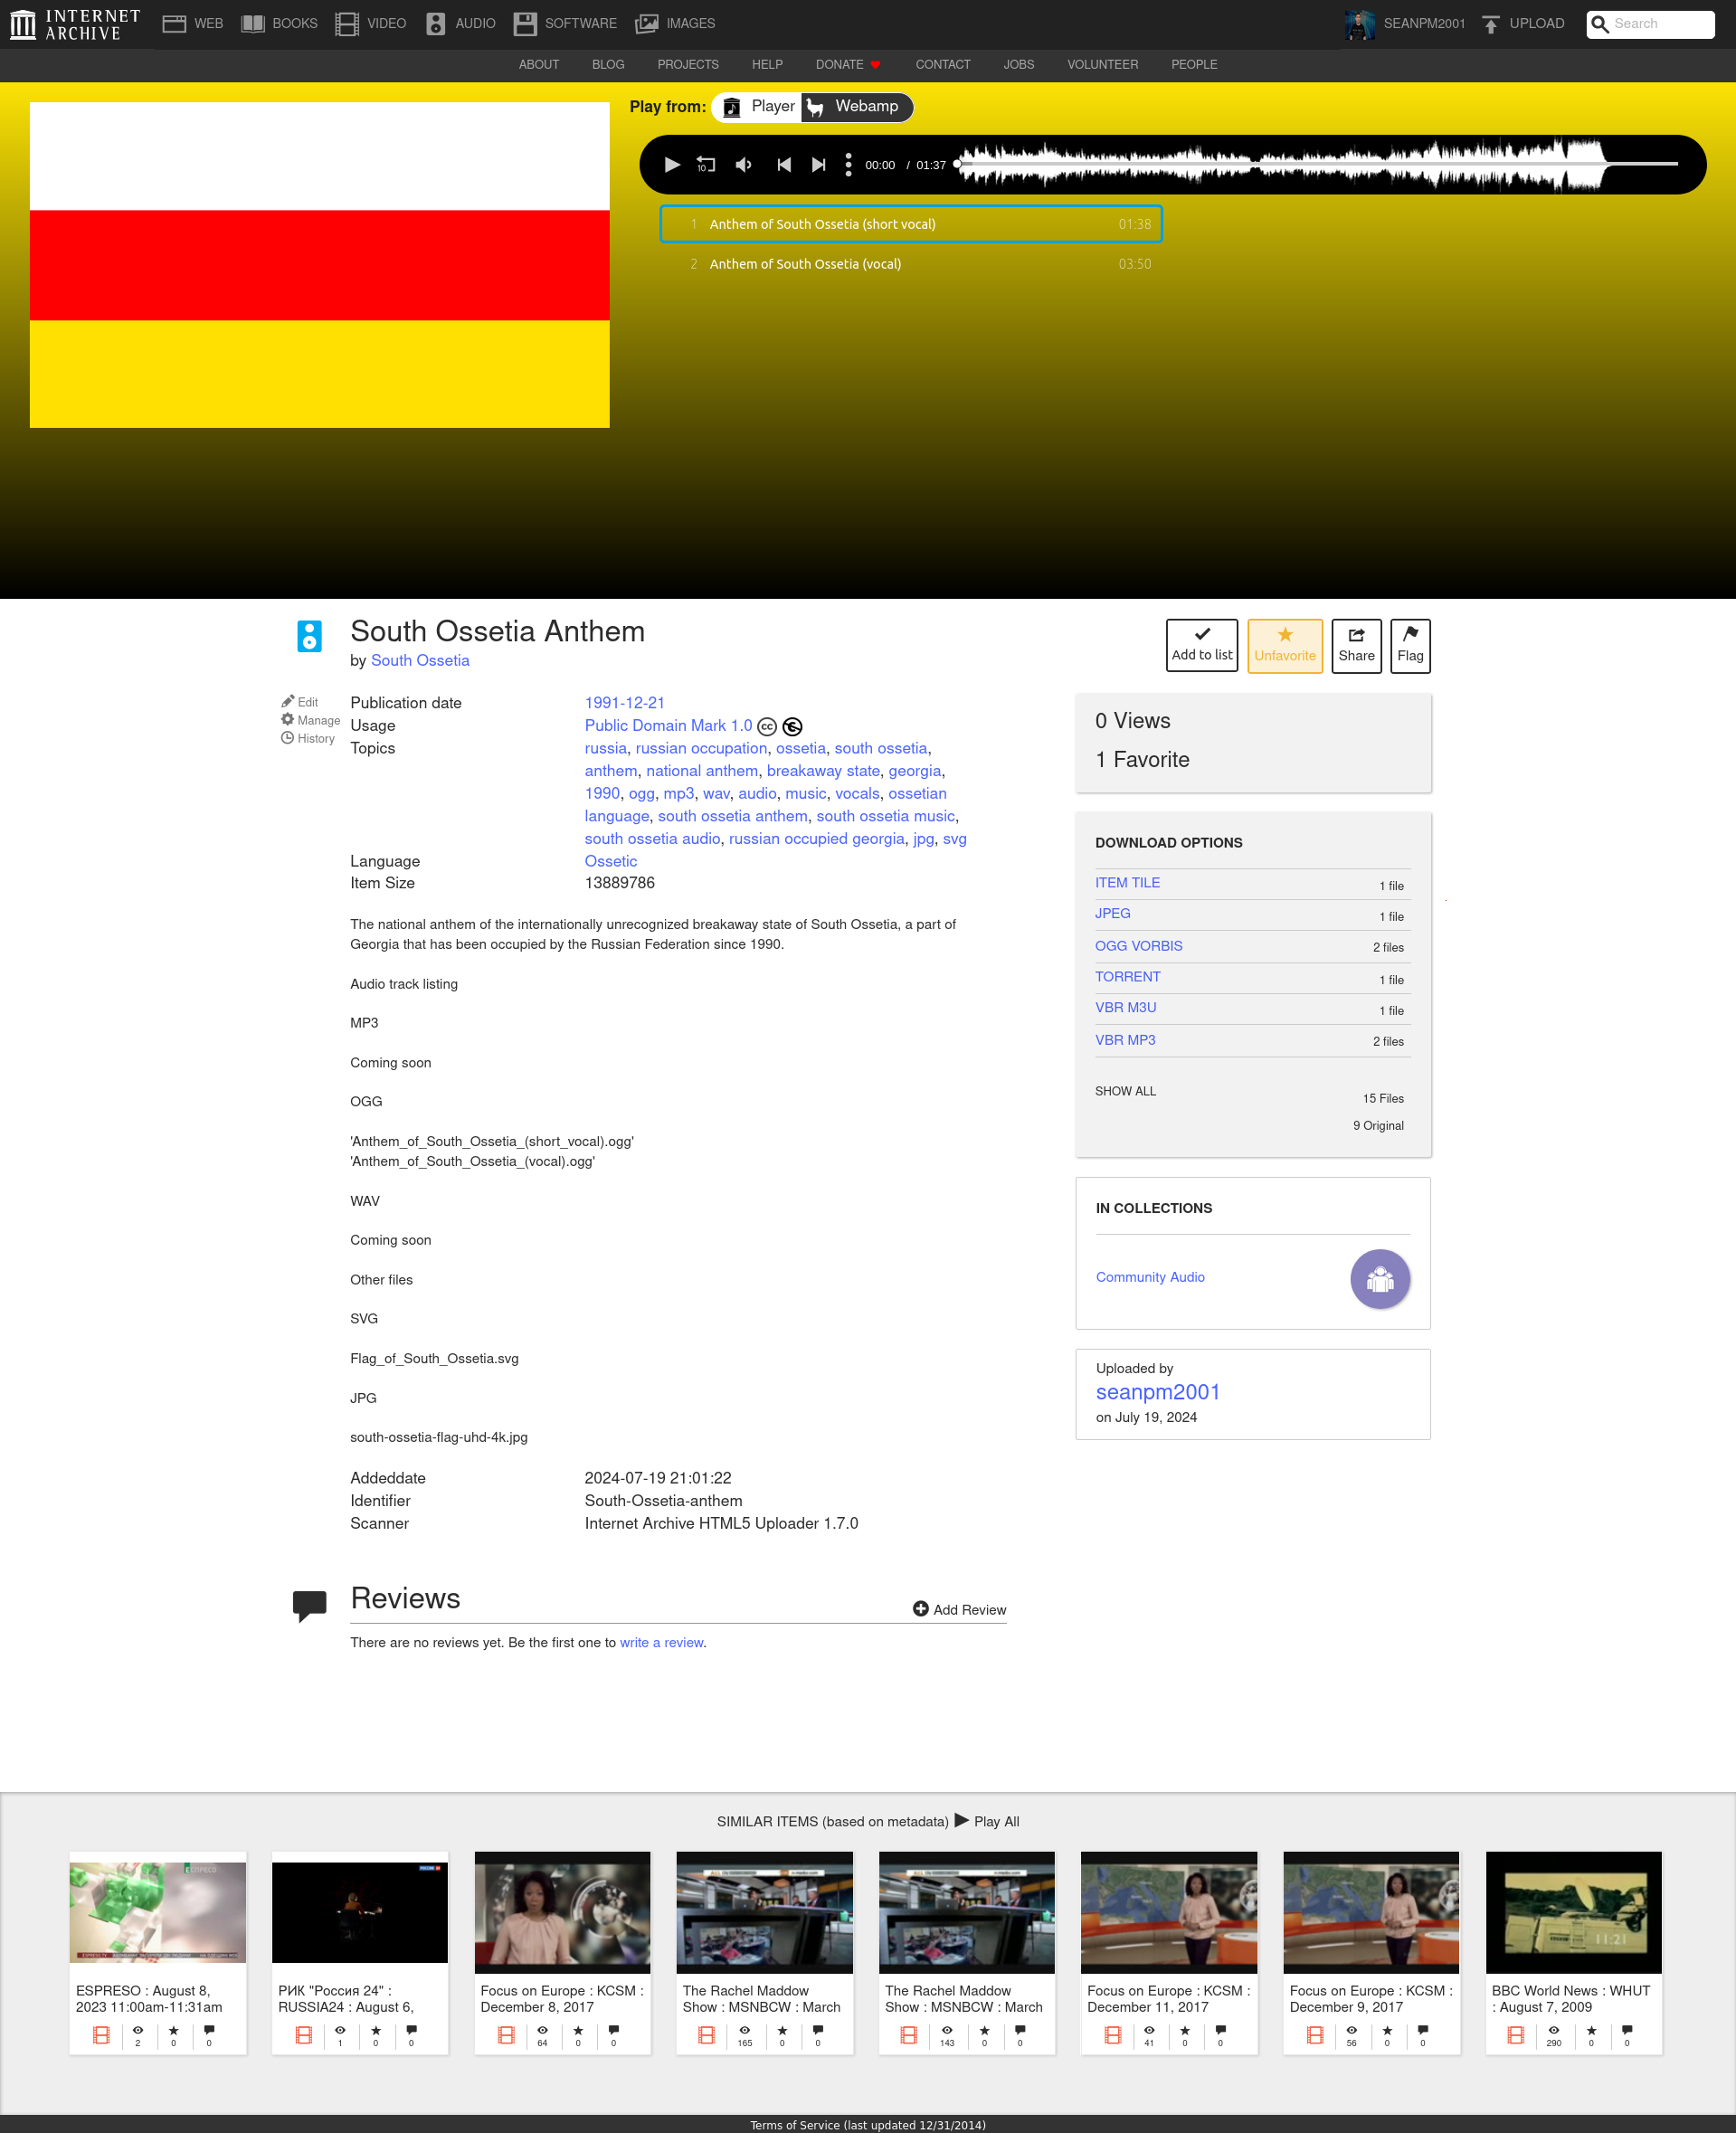 INTERNET
ARCHIVE
WEB BOOKS VIDEO AUDIO SOFTWARE IMAGES SEANPM2001 UPLOAD Search
ABOUT BLOG PROJECTS HELP DONATE CONTACT JOBS VOLUNTEER PEOPLE
Play from: Player Webamp
10 00:00 / 01:37
1 Anthem of South Ossetia (short vocal) 01:38
2 Anthem of South Ossetia (vocal) 03:50
South Ossetia Anthem
by South Ossetia
Add to list Unfavorite Share Flag
Edit
Manage
History
Publication date 1991-12-21
Usage Public Domain Mark 1.0 cc
Topics russia, russian occupation, ossetia, south ossetia,
anthem, national anthem, breakaway state, georgia,
1990, ogg, mp3, wav, audio, music, vocals, ossetian
language, south ossetia anthem, south ossetia music,
south ossetia audio, russian occupied georgia, jpg, svg
Language Ossetic
Item Size 13889786
The national anthem of the internationally unrecognized breakaway state of South Ossetia, a part of
Georgia that has been occupied by the Russian Federation since 1990.
Audio track listing
MP3
Coming soon
OGG
'Anthem_of_South_Ossetia_(short_vocal).ogg'
'Anthem_of_South_Ossetia_(vocal).ogg'
WAV
Coming soon
Other files
SVG
Flag_of_South_Ossetia.svg
JPG
south-ossetia-flag-uhd-4k.jpg
Addeddate 2024-07-19 21:01:22
Identifier South-Ossetia-anthem
Scanner Internet Archive HTML5 Uploader 1.7.0
0 Views
1 Favorite
DOWNLOAD OPTIONS
ITEM TILE 1 file
JPEG 1 file
OGG VORBIS 2 files
TORRENT 1 file
VBR M3U 1 file
VBR MP3 2 files
SHOW ALL 15 Files
9 Original
IN COLLECTIONS
Community Audio
Uploaded by
seanpm2001
on July 19, 2024
Reviews
Add Review
There are no reviews yet. Be the first one to write a review.
SIMILAR ITEMS (based on metadata) Play All
ESPRESO : August 8,
2023 11:00am-11:31am
2 0 0
РИК "Россия 24" :
RUSSIA24 : August 6,
1 0 0
Focus on Europe : KCSM :
December 8, 2017
64 0 0
The Rachel Maddow
Show : MSNBCW : March
165 0 0
The Rachel Maddow
Show : MSNBCW : March
143 0 0
Focus on Europe : KCSM :
December 11, 2017
41 0 0
Focus on Europe : KCSM :
December 9, 2017
56 0 0
11:21
BBC World News : WHUT
: August 7, 2009
290 0 0
Terms of Service (last updated 12/31/2014)